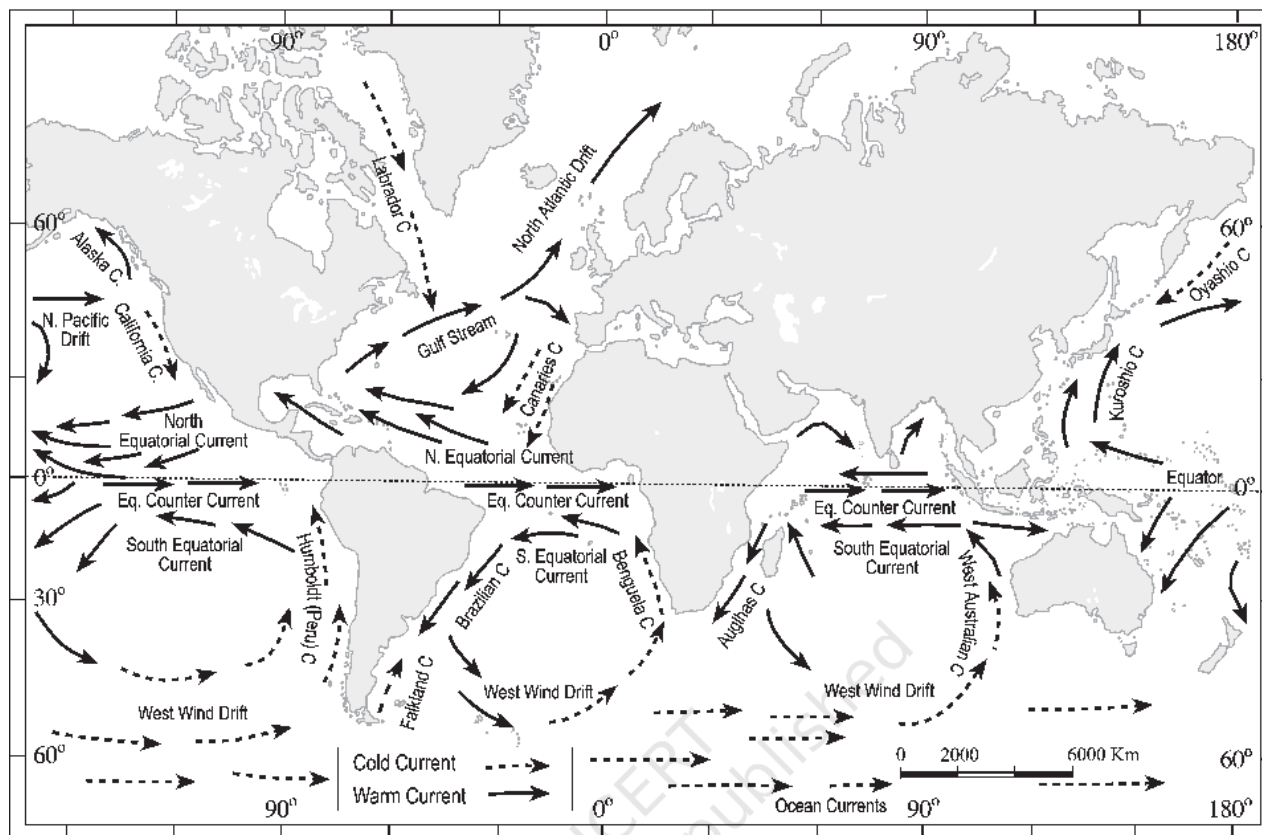 90°
0°
90°
180°
Labrador C
North Atlantic Drift
60°
60°
Alaska C.
Oyashio C
N. Pacific
Drift
California C.
Gulf Stream
Canaries C
Kuroshio C
North
Equatorial Current
N. Equatorial Current
Equator
0°
0°
Eq. Counter Current
Eq. Counter Current
Eq. Counter Current
South Equatorial
Current
Humboldt (Peru) C
Brazilian C
S. Equatorial
Current
Benguela C
South Equatorial
Current
West Australian C
30°
30°
Auglhas C
Falkland C
West Wind Drift
West Wind Drift
West Wind Drift
60°
60°
Cold Current
Warm Current
0 2000 6000 Km
Ocean Currents
90°
0°
90°
180°
NCERT
published